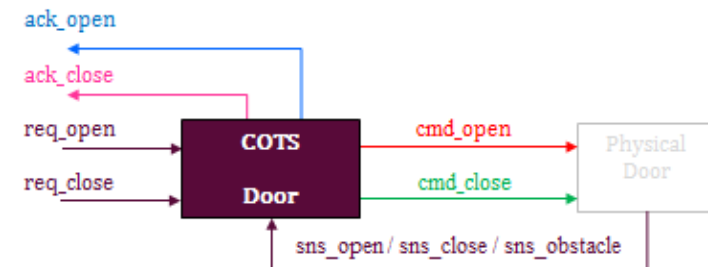 ack_open
ack_close
req_open
COTS
cmd_open
Physical
Door
req_close
Door
cmd_close
sns_open / sns_close / sns_obstacle